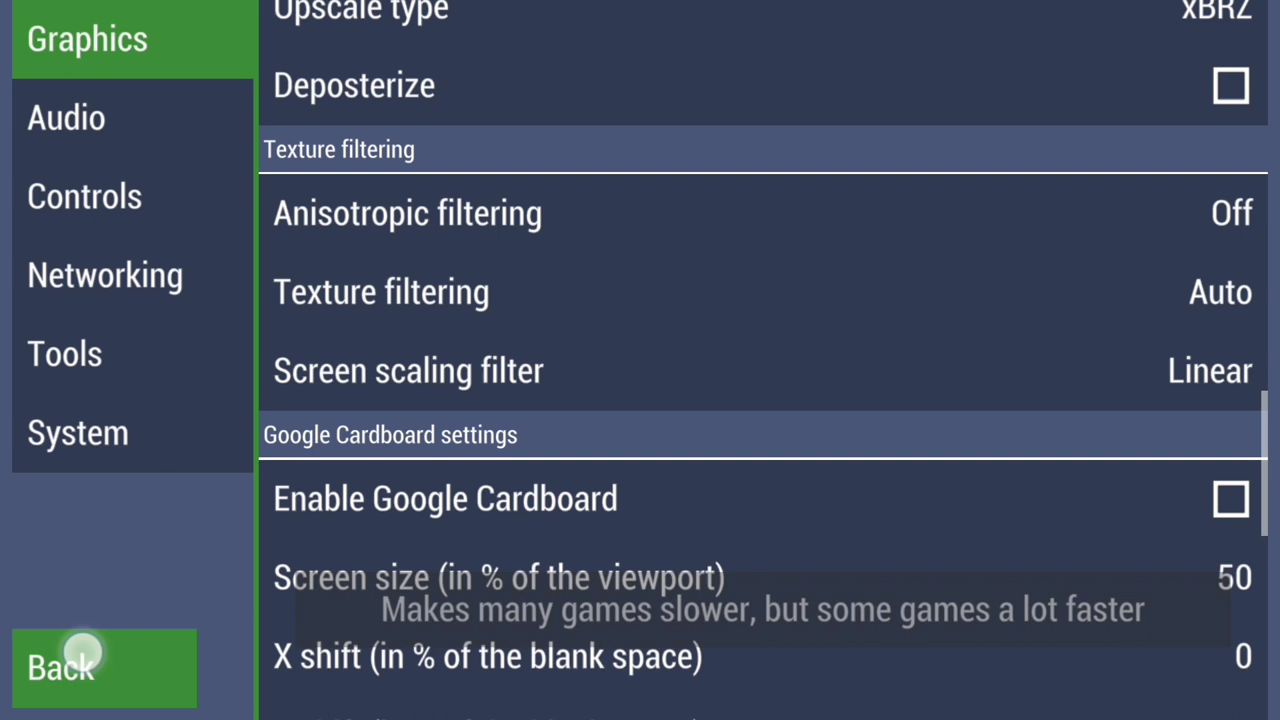 Graphics
Audio
Controls
Networking
Tools
System
Back
Upscale type xBRZ
Deposterize
Texture filtering
Anisotropic filtering Off
Texture filtering Auto
Screen scaling filter Linear
Google Cardboard settings
Enable Google Cardboard
Screen size (in % of the viewport) 50
Makes many games slower, but some games a lot faster
X shift (in % of the blank space) 0